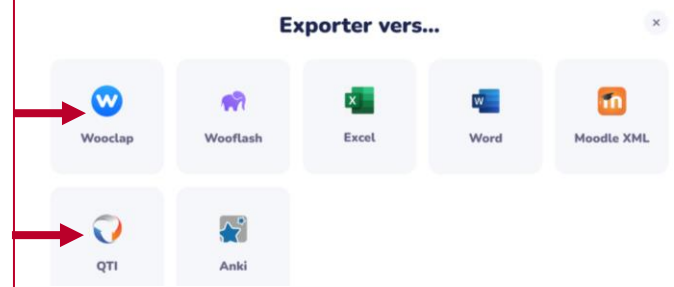 Exporter vers...
Wooclap
Wooflash
Excel
Word
Moodle XML
QTI
Anki